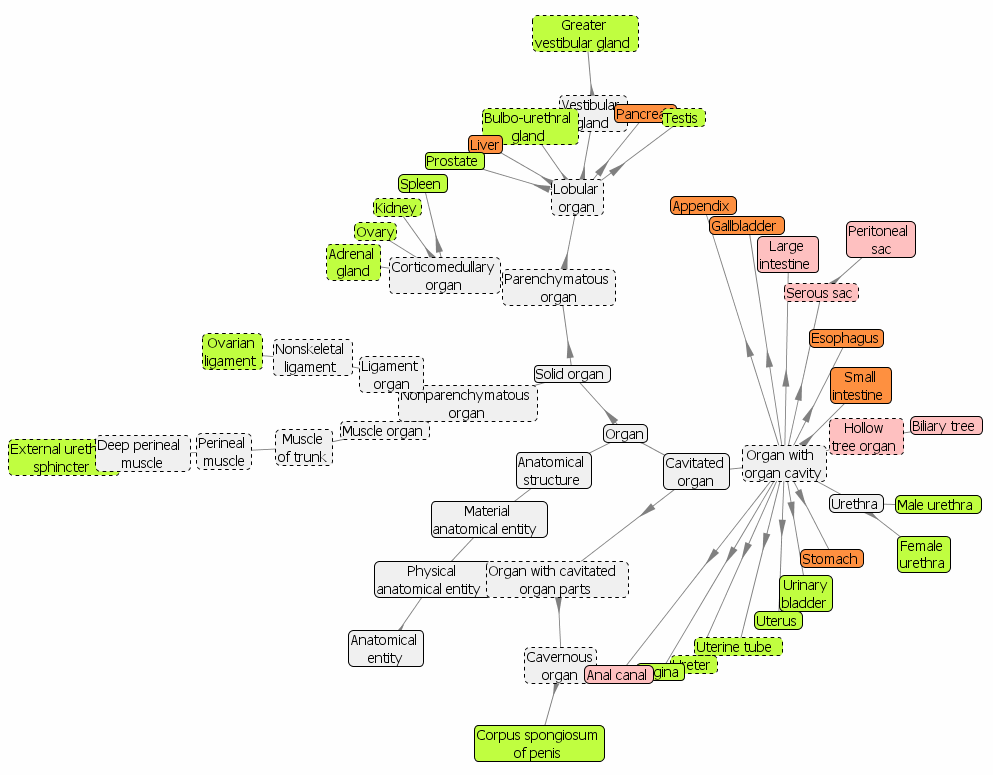 Greater
vestibular gland
Vestibular
gland
Pancrea
Testis
Bulbo-urethral
gland
Liver
Prostate
Lobular
organ
Spleen
Kidney
Ovary
Adrenal
gland
Corticomedullary
organ
Parenchymatous
organ
Appendix
Gallbladder
Large
intestine
Peritoneal
sac
Serous sac
Esophagus
Small
intestine
Hollow
tree organ
Biliary tree
Ovarian
ligament
Nonskeletal
ligament
Ligament
organ
Solid organ
Nonparenchymatous
organ
Muscle organ
Muscle
of trunk
Perineal
muscle
Deep perineal
muscle
External ureth
sphincter
Organ
Anatomical
structure
Cavitated
organ
Organ with
organ cavity
Urethra
Male urethra
Female
urethra
Material
anatomical entity
Physical
anatomical entity
Organ with cavitated
organ parts
Stomach
Urinary
bladder
Uterus
Uterine tube
Anatomical
entity
Cavernous
organ
Anal canal
gina
Ureter
Corpus spongiosum
of penis